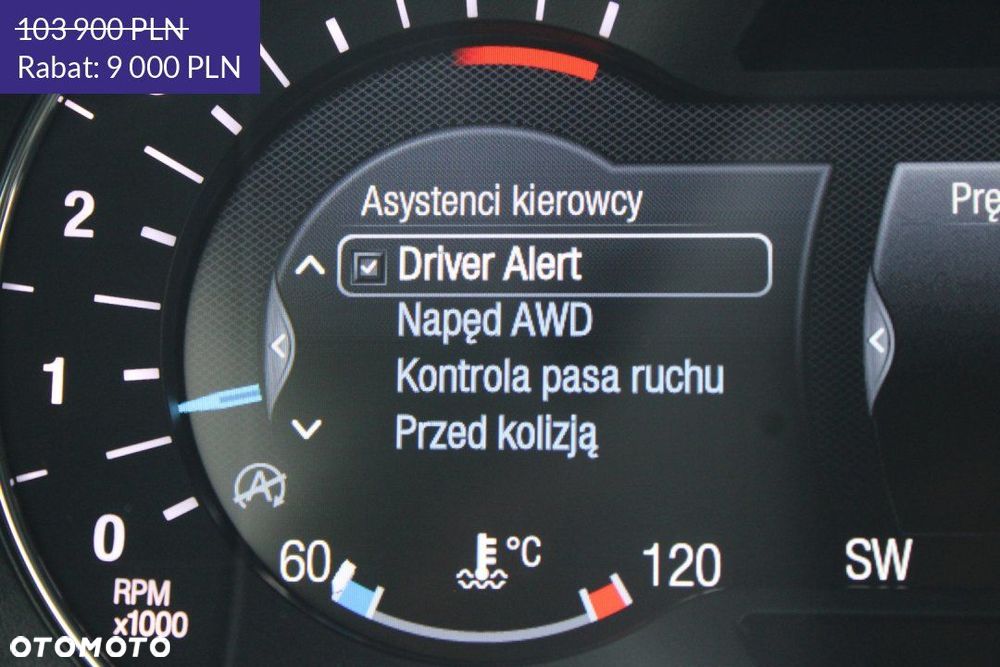 103 900 PLN
Rabat: 9 000 PLN
Asystenci kierowcy
Driver Alert
Napęd AWD
Kontrola pasa ruchu
Przed kolizją
Prę
2
1
0
A
RPM
x1000
60
°C
120
SW
OTOMOTO